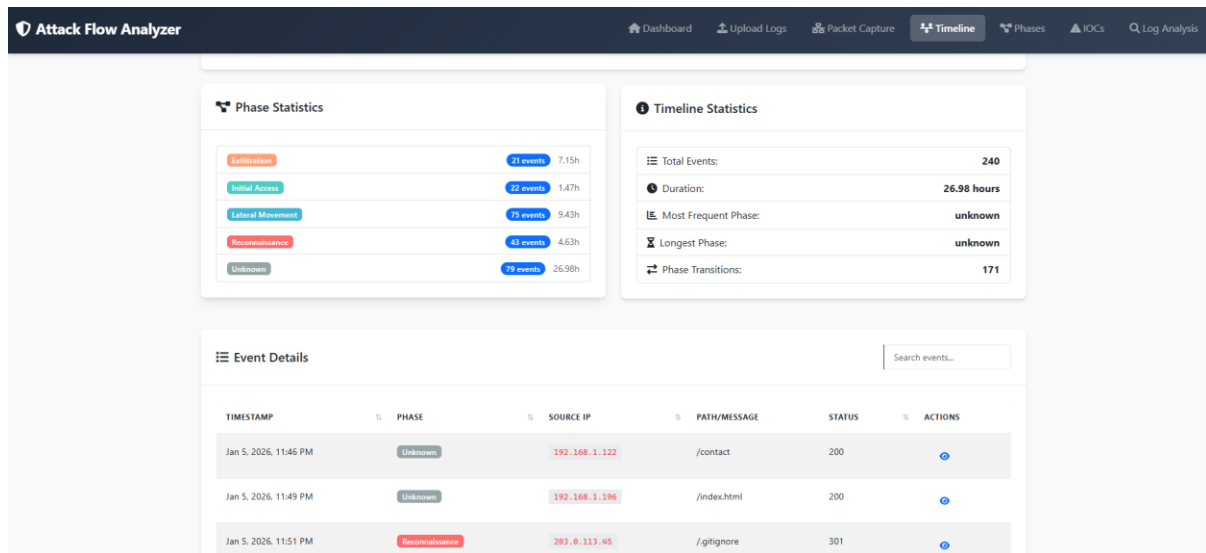 Attack Flow Analyzer Dashboard Upload Logs Packet Capture Timeline Phases IOCs Log Analysis
Phase Statistics
Exfiltration 21 events 7.15h
Initial Access 22 events 1.47h
Lateral Movement 75 events 9.43h
Reconnaissance 43 events 4.63h
Unknown 79 events 26.98h
Timeline Statistics
Total Events: 240
Duration: 26.98 hours
Most Frequent Phase: unknown
Longest Phase: unknown
Phase Transitions: 171
Event Details
Search events...
TIMESTAMP PHASE SOURCE IP PATH/MESSAGE STATUS ACTIONS
Jan 5, 2026, 11:46 PM Unknown 192.168.1.122 /contact 200
Jan 5, 2026, 11:49 PM Unknown 192.168.1.196 /index.html 200
Jan 5, 2026, 11:51 PM Reconnaissance 203.0.113.45 /.gitignore 301